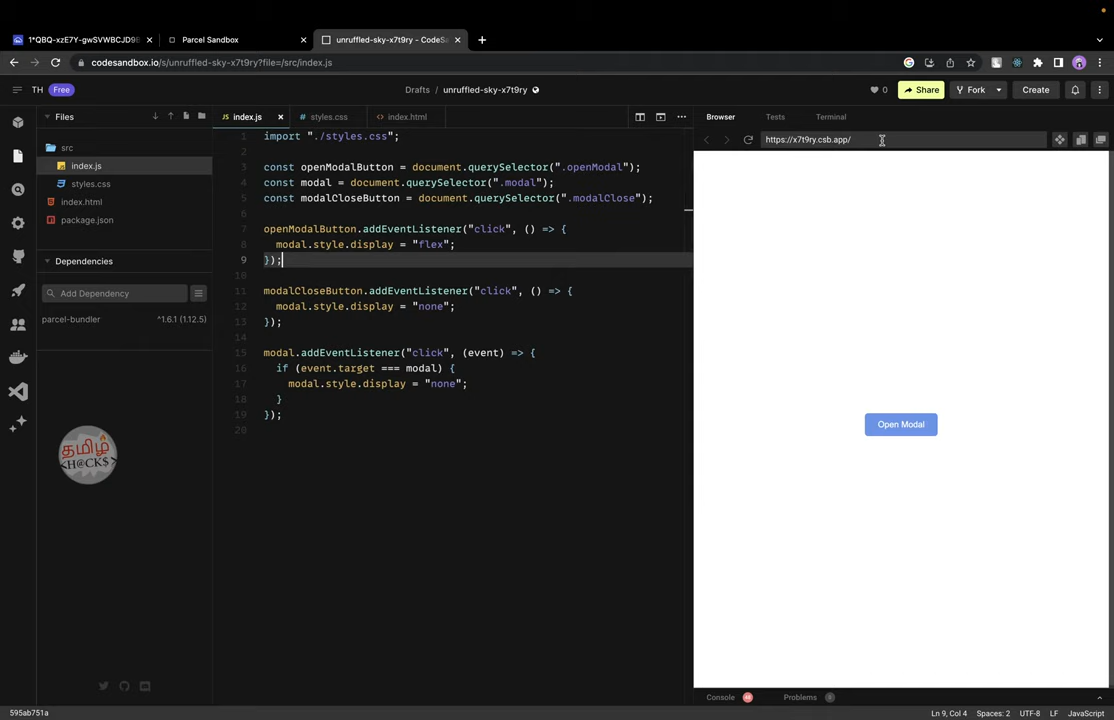 1*QBQ-xzE7Y-gwSVWBCJD9E
Parcel Sandbox
unruffled-sky-x7t9ry - CodeSa
codesandbox.io/s/unruffled-sky-x7t9ry?file=/src/index.js
TH Free
Drafts / unruffled-sky-x7t9ry
0 Share Fork Create
Files
src
index.js
styles.css
index.html
package.json
Dependencies
Add Dependency
parcel-bundler ^1.6.1 (1.12.5)
தமிழ்
<H@CK$>
index.js styles.css <> index.html
1 import "./styles.css";
2
3 const openModalButton = document.querySelector(".openModal");
4 const modal = document.querySelector(".modal");
5 const modalCloseButton = document.querySelector(".modalClose");
6
7 openModalButton.addEventListener("click", () => {
8 modal.style.display = "flex";
9 });
10
11 modalCloseButton.addEventListener("click", () => {
12 modal.style.display = "none";
13 });
14
15 modal.addEventListener("click", (event) => {
16 if (event.target === modal) {
17 modal.style.display = "none";
18 }
19 });
20
Browser Tests Terminal
https://x7t9ry.csb.app/
Open Modal
Console
Problems
595ab751a
Ln 9, Col 4 Spaces: 2 UTF-8 LF JavaScript